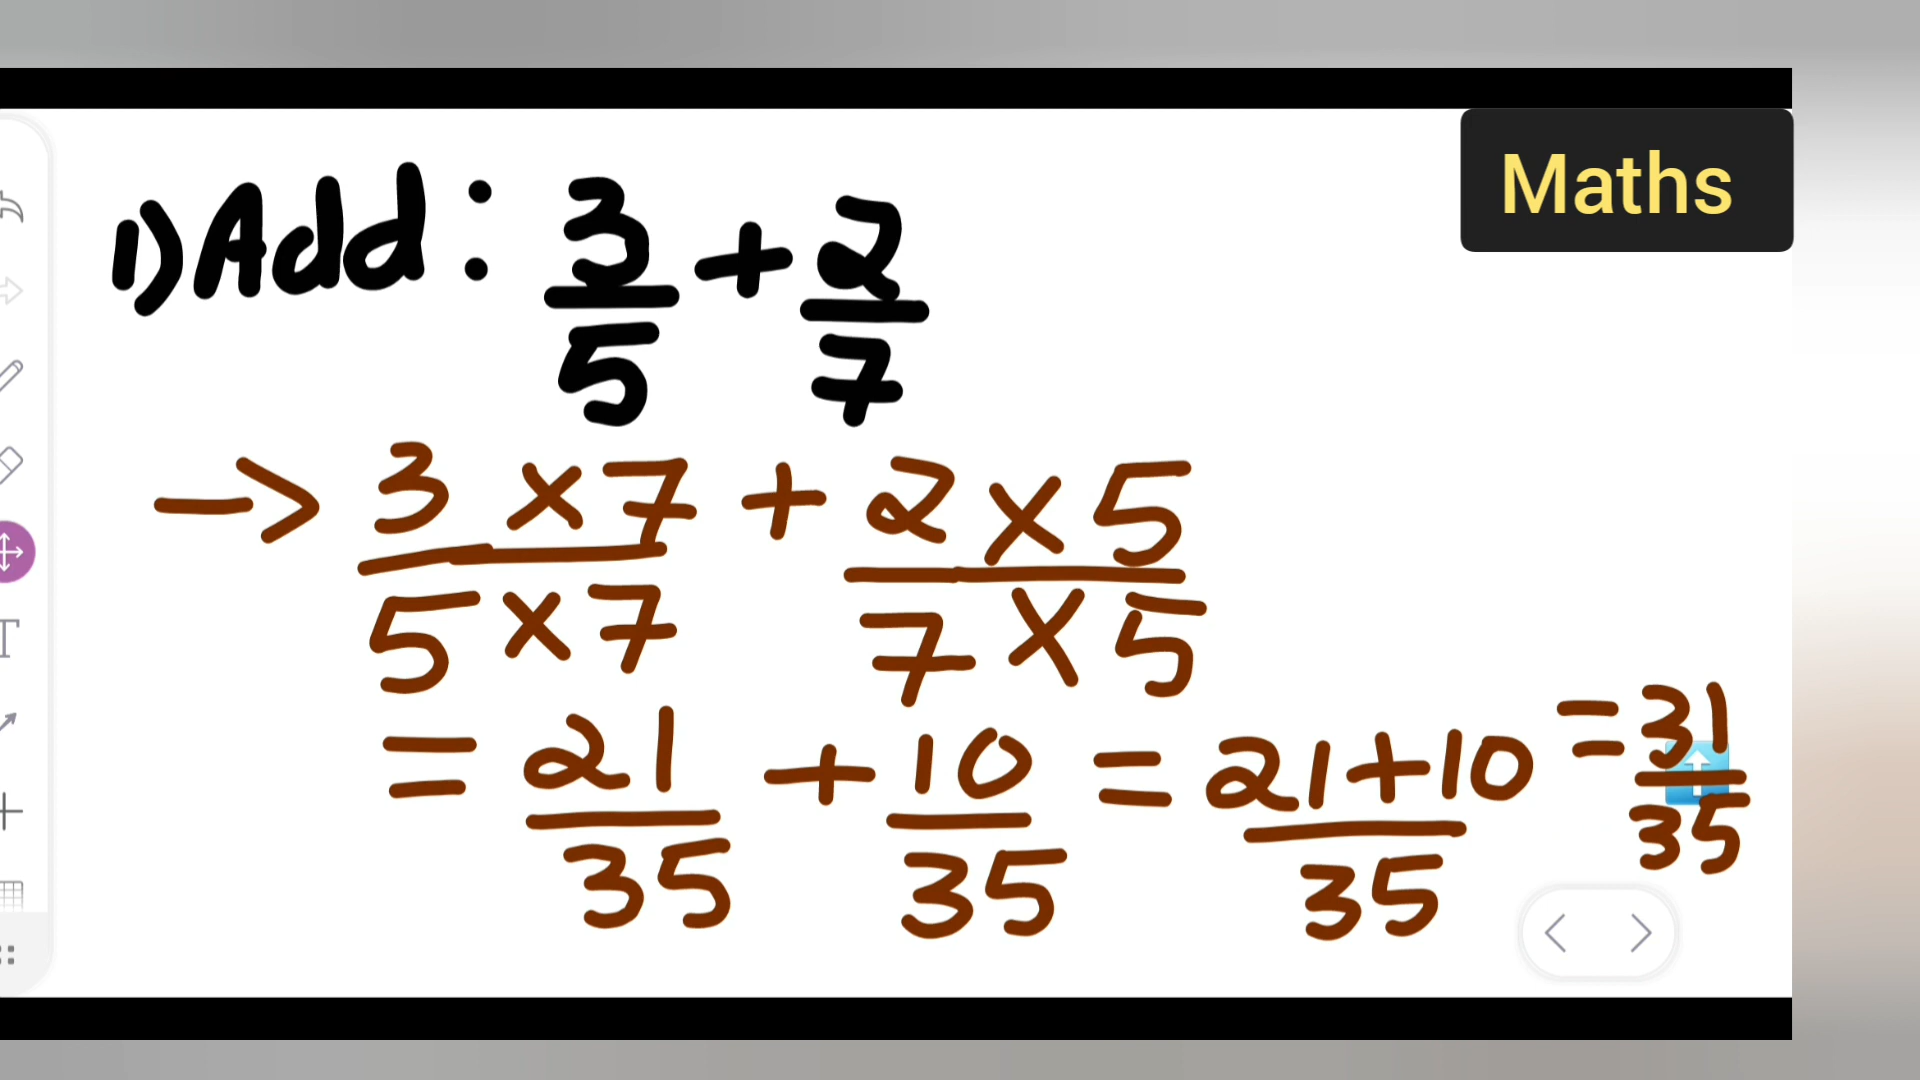 Maths
1) Add: 3/5 + 2/7
→ 3 × 7/5 × 7 + 2 × 5/7 × 5
= 21/35 + 10/35 = 21+10/35 = 31/35